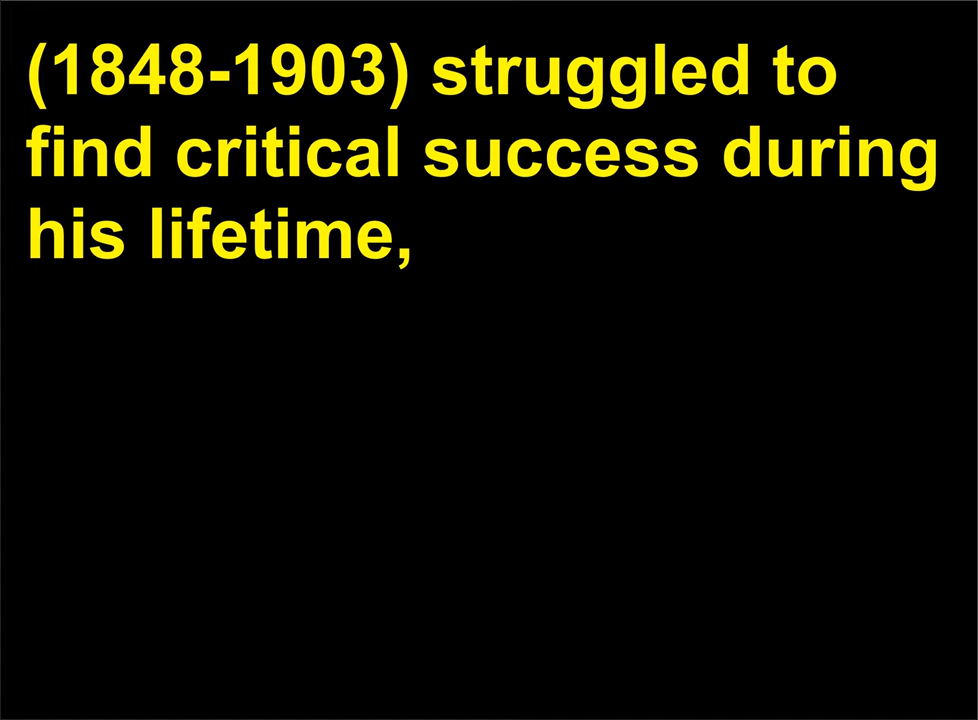 (1848-1903) struggled to
find critical success during
his lifetime,